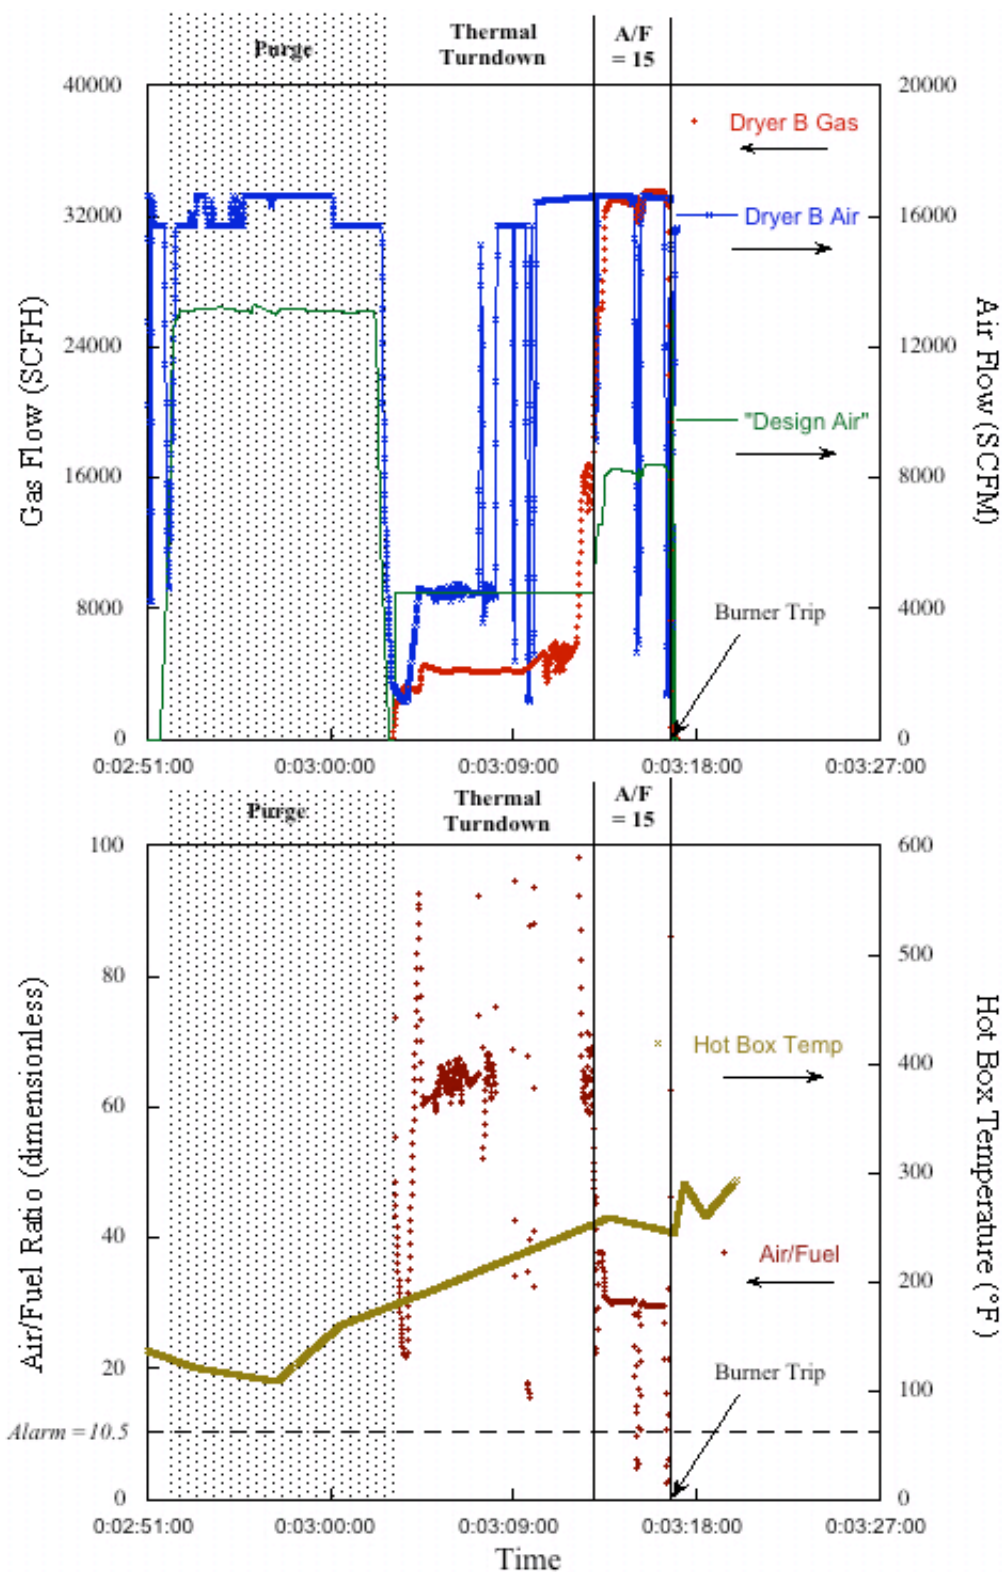 Purge
Thermal
Turndown
A/F
= 15
40000
32000
24000
16000
8000
0
Gas Flow (SCFH)
20000
16000
12000
8000
4000
0
Air Flow (SCFM)
Dryer B Gas
Dryer B Air
"Design Air"
Burner Trip
0:02:51:00
0:03:00:00
0:03:09:00
0:03:18:00
0:03:27:00
Purge
Thermal
Turndown
A/F
= 15
100
80
60
40
20
Alarm = 10.5
0
Air/Fuel Ratio (dimensionless)
600
500
400
300
200
100
0
Hot Box Temperature (°F)
Hot Box Temp
Air/Fuel
Burner Trip
0:02:51:00
0:03:00:00
0:03:09:00
0:03:18:00
0:03:27:00
Time